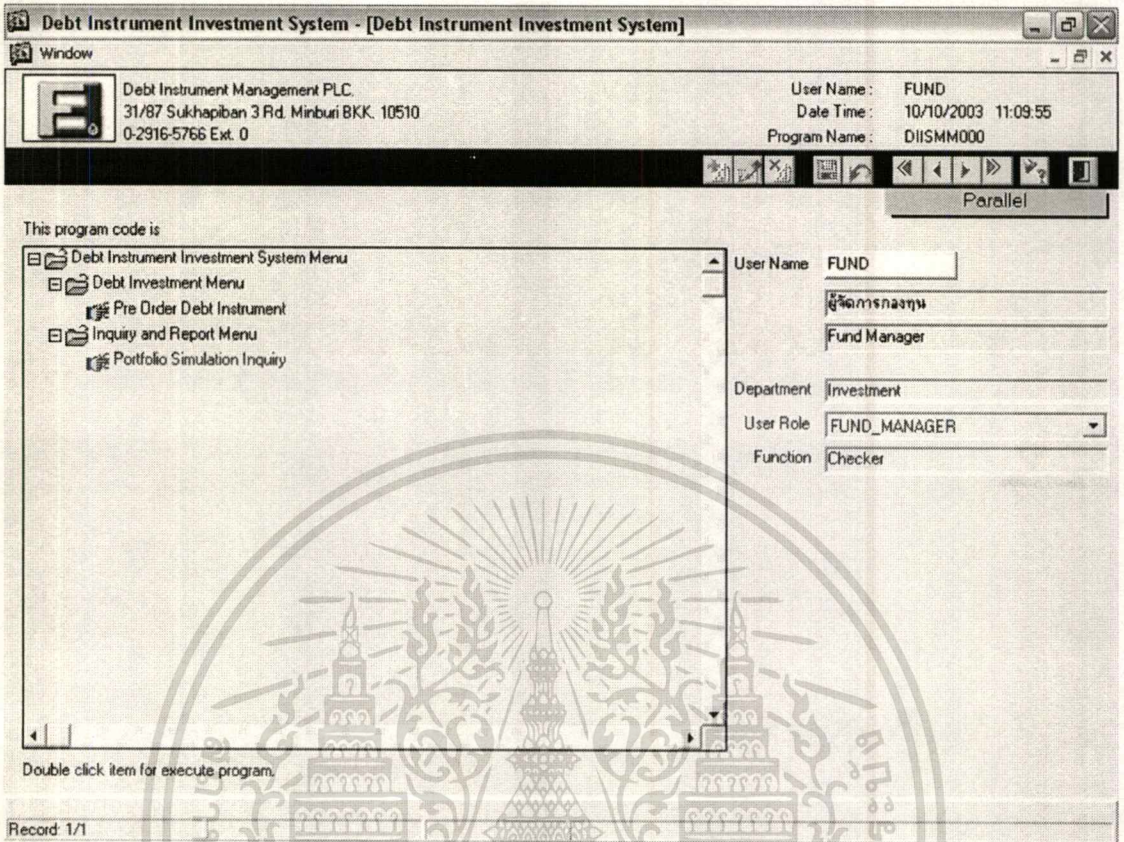 Debt Instrument Investment System - [Debt Instrument Investment System]
Window
Debt Instrument Management PLC.
31/87 Sukhapiban 3 Rd. Minburi BKK. 10510
0-2916-5766 Ext. 0
User Name : FUND
Date Time : 10/10/2003 11:09:55
Program Name : DIISMM000
Parallel
This program code is
Debt Instrument Investment System Menu
Debt Investment Menu
Pre Order Debt Instrument
Inquiry and Report Menu
Portfolio Simulation Inquiry
User Name FUND
ผู้จัดการกองทุน
Fund Manager
Department Investment
User Role FUND_MANAGER
Function Checker
Double click item for execute program.
Record: 1/1